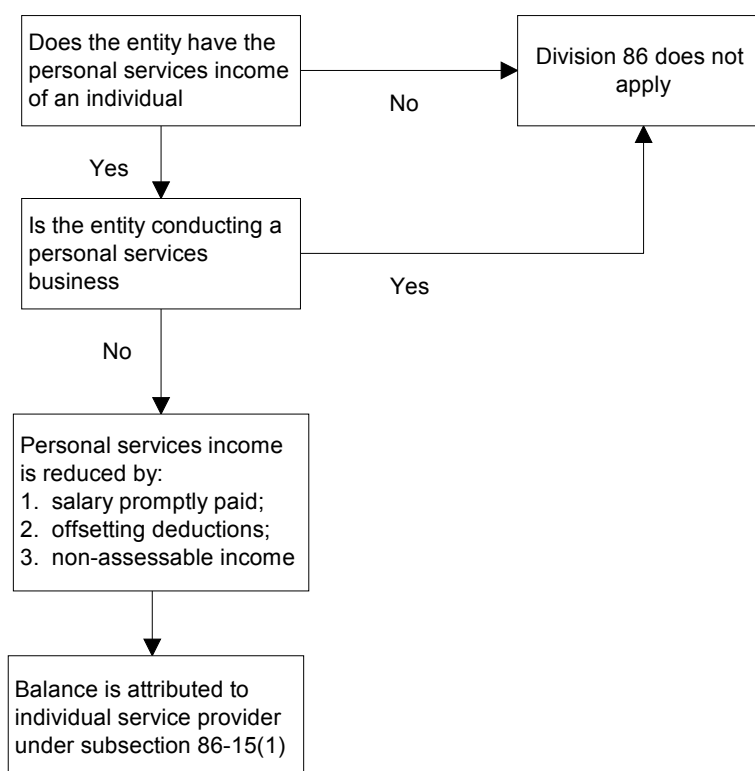 Does the entity have the
personal services income
of an individual
Division 86 does not
apply
No
Yes
Is the entity conducting a
personal services
business
Yes
No
Personal services income
is reduced by:
1. salary promptly paid;
2. offsetting deductions;
3. non-assessable income
Balance is attributed to
individual service provider
under subsection 86-15(1)